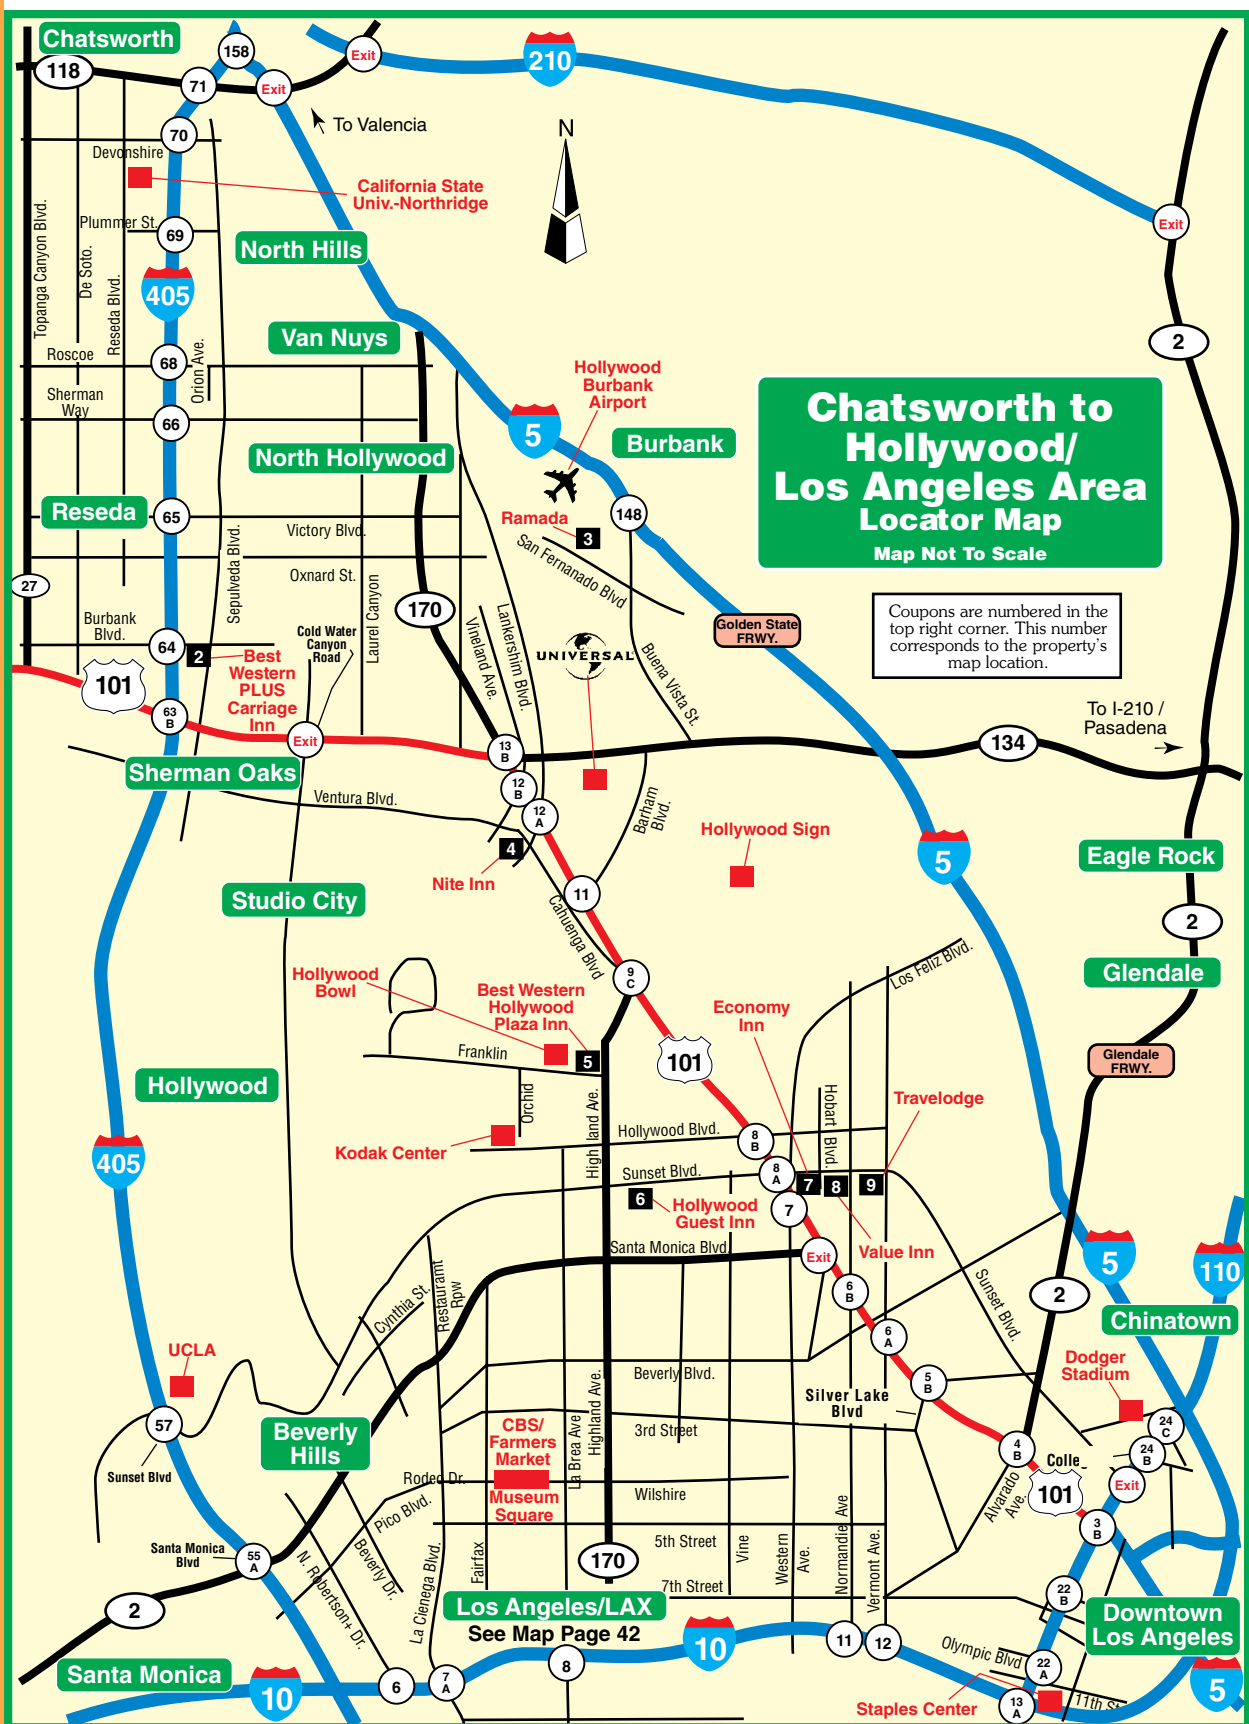 Chatsworth
118
158
71
Exit
Exit
210
To Valencia
N
70
Devonshire
California State
Univ.-Northridge
Exit
Plummer St.
69
North Hills
Topanga Canyon Blvd.
De Soto.
Reseda Blvd.
405
Van Nuys
2
Roscoe
68
Orion Ave.
Sherman
Way
66
Hollywood
Burbank
Airport
5
Burbank
North Hollywood
Chatsworth to
Hollywood/
Los Angeles Area
Locator Map
Map Not To Scale
Reseda
65
Victory Blvd.
148
Ramada
3
San Fernanado Blvd
Sepulveda Blvd.
Oxnard St.
Laurel Canyon
27
170
Burbank
Blvd.
64
2
Best
Western
PLUS
Carriage
Inn
Cold Water
Canyon
Road
Vineland Ave.
Lankershim Blvd.
UNIVERSAL
Buena Vista St.
Golden State
FRWY.
Coupons are numbered in the
top right corner. This number
corresponds to the property's
map location.
101
63
B
Exit
13
B
134
To I-210 /
Pasadena
Sherman Oaks
Ventura Blvd.
12
B
12
A
Barham
Blvd.
Hollywood Sign
5
Eagle Rock
4
Nite Inn
11
Studio City
Cahuenga Blvd
2
Glendale
9
C
Los Feliz Blvd.
Hollywood
Bowl
Best Western
Hollywood
Plaza Inn
Economy
Inn
Franklin
5
101
Glendale
FRWY.
Hollywood
Orchid
Highland Ave.
Hobart Blvd.
Travelodge
405
Kodak Center
Hollywood Blvd.
8
B
Sunset Blvd.
8
A
7
8
9
6
Hollywood
Guest Inn
7
Santa Monica Blvd.
Exit
Value Inn
5
110
Cynthia St.
Restauramt
Rpw
6
B
Sunset Blvd.
2
Chinatown
6
A
UCLA
Beverly Blvd.
5
B
Silver Lake
Blvd
Dodger
Stadium
57
Sunset Blvd
Beverly
Hills
CBS/
Farmers
Market
La Brea Ave
Highland Ave.
3rd Street
24
C
24
B
4
B
Exit
Rodeo Dr.
Museum
Square
Wilshire
Pico Blvd.
Alvarado
Ave.
101
3
B
Santa Monica
Blvd
55
A
N. Robertson+ Dr.
Beverly Dr.
La Cienega Blvd.
Fairfax
170
5th Street
Vine
Western
Ave.
Normandie Ave
Vermont Ave.
7th Street
2
Los Angeles/LAX
See Map Page 42
22
B
Downtown
Los Angeles
Santa Monica
10
6
7
A
8
10
11
12
Olympic Blvd
22
A
5
Staples Center
13
A
11th St